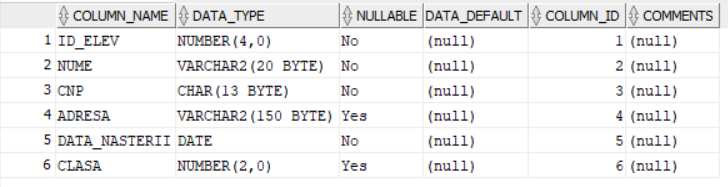 COLUMN_NAME DATA_TYPE NULLABLE DATA_DEFAULT COLUMN_ID COMMENTS
1 ID_ELEV NUMBER(4,0) No (null) 1 (null)
2 NUME VARCHAR2(20 BYTE) No (null) 2 (null)
3 CNP CHAR(13 BYTE) No (null) 3 (null)
4 ADRESA VARCHAR2(150 BYTE) Yes (null) 4 (null)
5 DATA_NASTERII DATE No (null) 5 (null)
6 CLASA NUMBER(2,0) Yes (null) 6 (null)